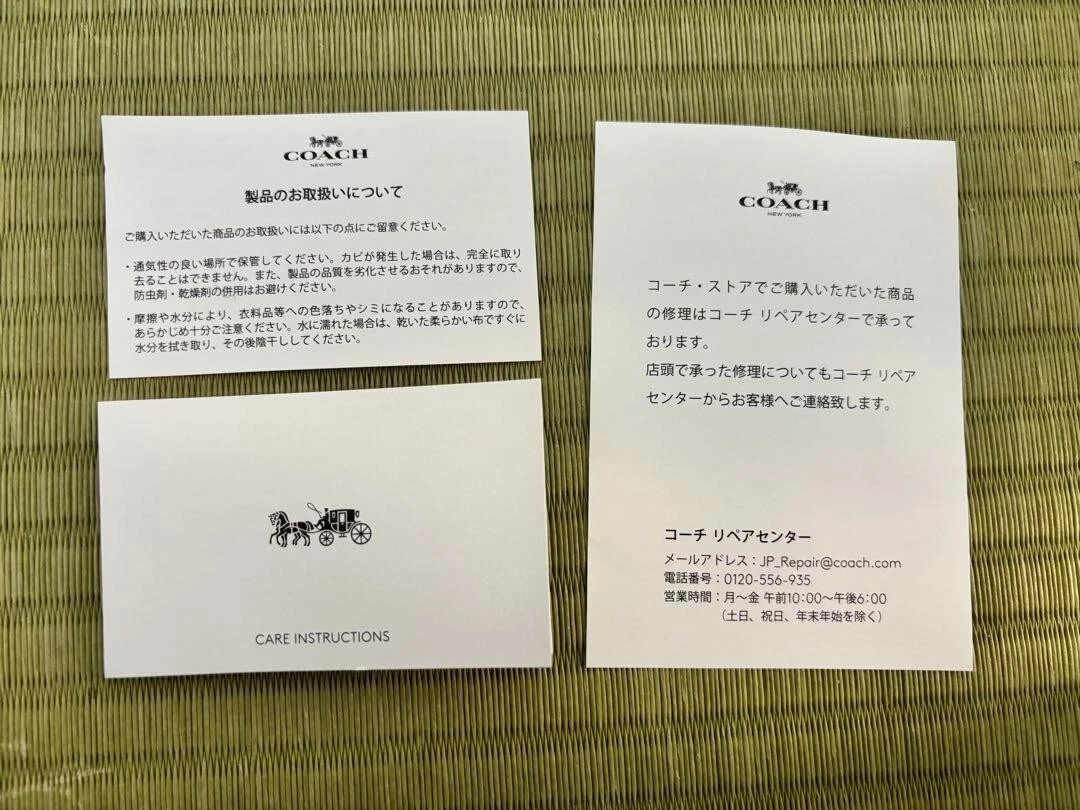 COACH
NEW YORK
製品のお取扱いについて
ご購入いただいた商品のお取扱いには以下の点にご留意ください。
・通気性の良い場所で保管してください。カビが発生した場合は、完全に取り
去ることはできません。また、製品の品質を劣化させるおそれがありますので、
防虫剤・乾燥剤の併用はお避けください。
・摩擦や水分により、衣料品等への色落ちやシミになることがありますので、
あらかじめ十分ご注意ください。水に濡れた場合は、乾いた柔らかい布ですぐに
水分を拭き取り、その後陰干ししてください。
CARE INSTRUCTIONS
COACH
NEW YORK
コーチ・ストアでご購入いただいた商品
の修理はコーチ リペアセンターで承って
おります。
店頭で承った修理についてもコーチ リペア
センターからお客様へご連絡致します。
コーチ リペアセンター
メールアドレス：JP_Repair@coach.com
電話番号：0120-556-935
営業時間：月〜金 午前10:00〜午後6:00
（土日、祝日、年末年始を除く）